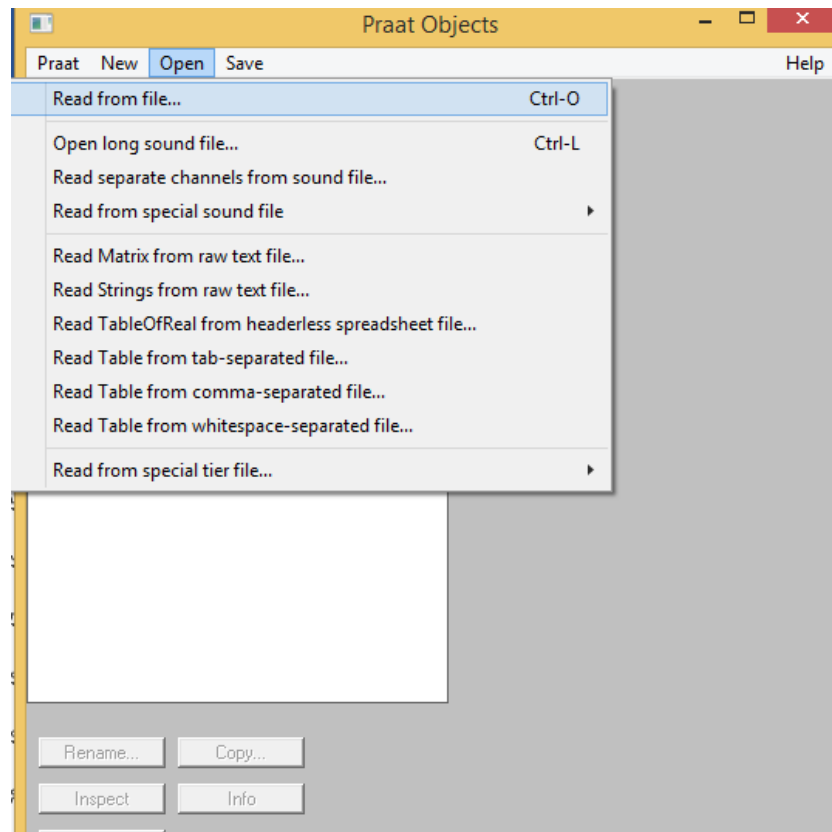 Praat Objects
Praat New Open Save Help
Read from file... Ctrl-O
Open long sound file... Ctrl-L
Read separate channels from sound file...
Read from special sound file
Read Matrix from raw text file...
Read Strings from raw text file...
Read TableOfReal from headerless spreadsheet file...
Read Table from tab-separated file...
Read Table from comma-separated file...
Read Table from whitespace-separated file...
Read from special tier file...
Rename... Copy...
Inspect Info